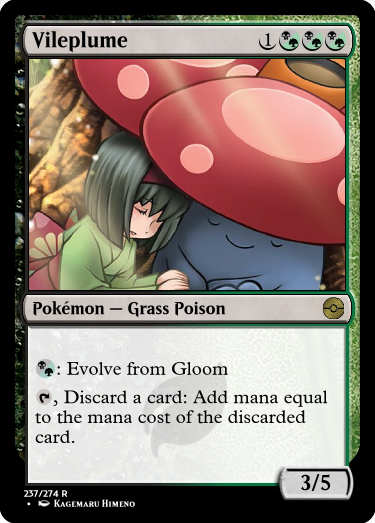 Vileplume 1
Pokémon — Grass Poison
: Evolve from Gloom
, Discard a card: Add mana equal
to the mana cost of the discarded
card.
3/5
237/274 R
• Kagemaru Himeno